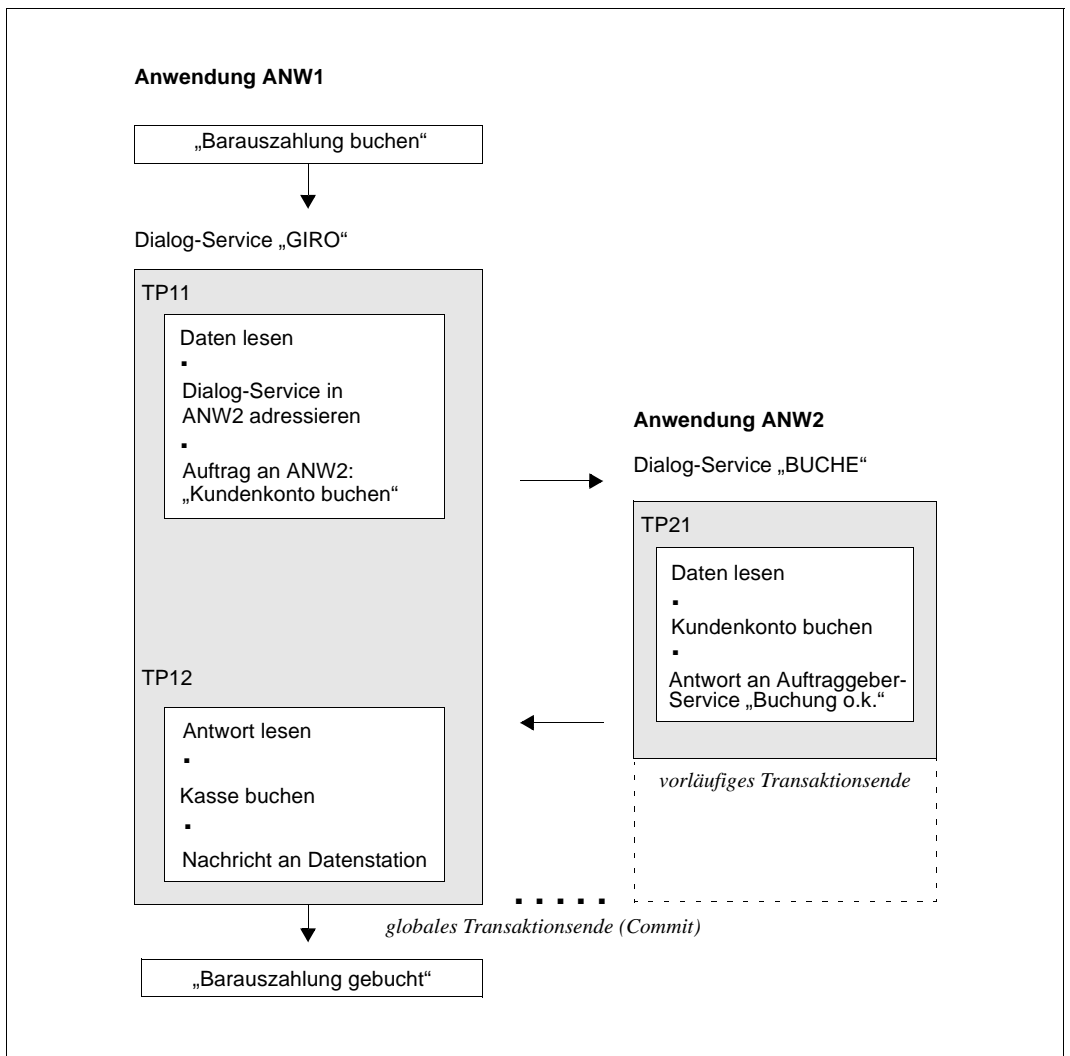 Anwendung ANW1
„Barauszahlung buchen“
Dialog-Service „GIRO“
TP11
Daten lesen
Dialog-Service in
ANW2 adressieren
Auftrag an ANW2:
„Kundenkonto buchen“
Anwendung ANW2
Dialog-Service „BUCHE“
TP21
Daten lesen
Kundenkonto buchen
Antwort an Auftraggeber-
Service „Buchung o.k.“
vorläufiges Transaktionsende
TP12
Antwort lesen
Kasse buchen
Nachricht an Datenstation
globales Transaktionsende (Commit)
„Barauszahlung gebucht“